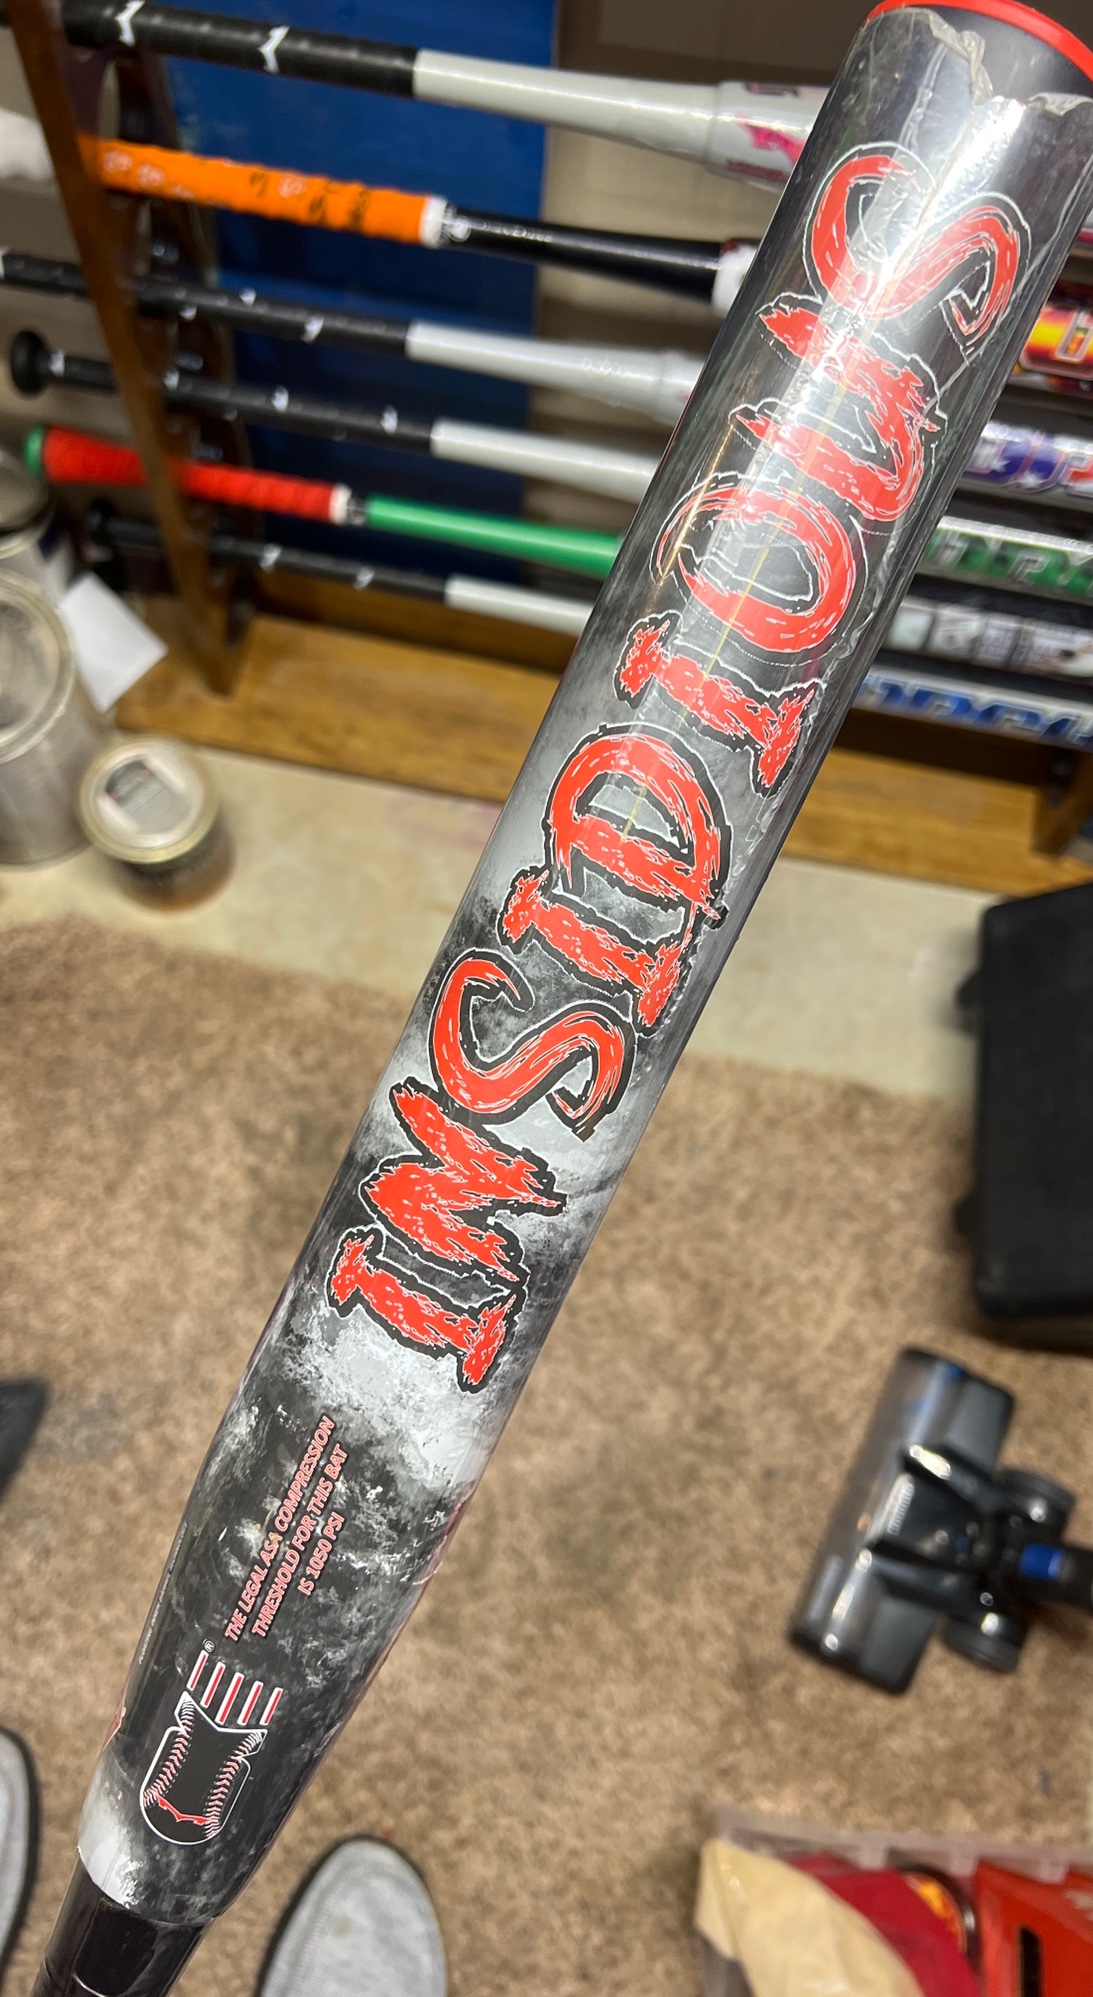 INSIDIOUS
THE LEGAL ASA COMPRESSION
THRESHOLD FOR THIS BAT
IS 1050 PSI
®